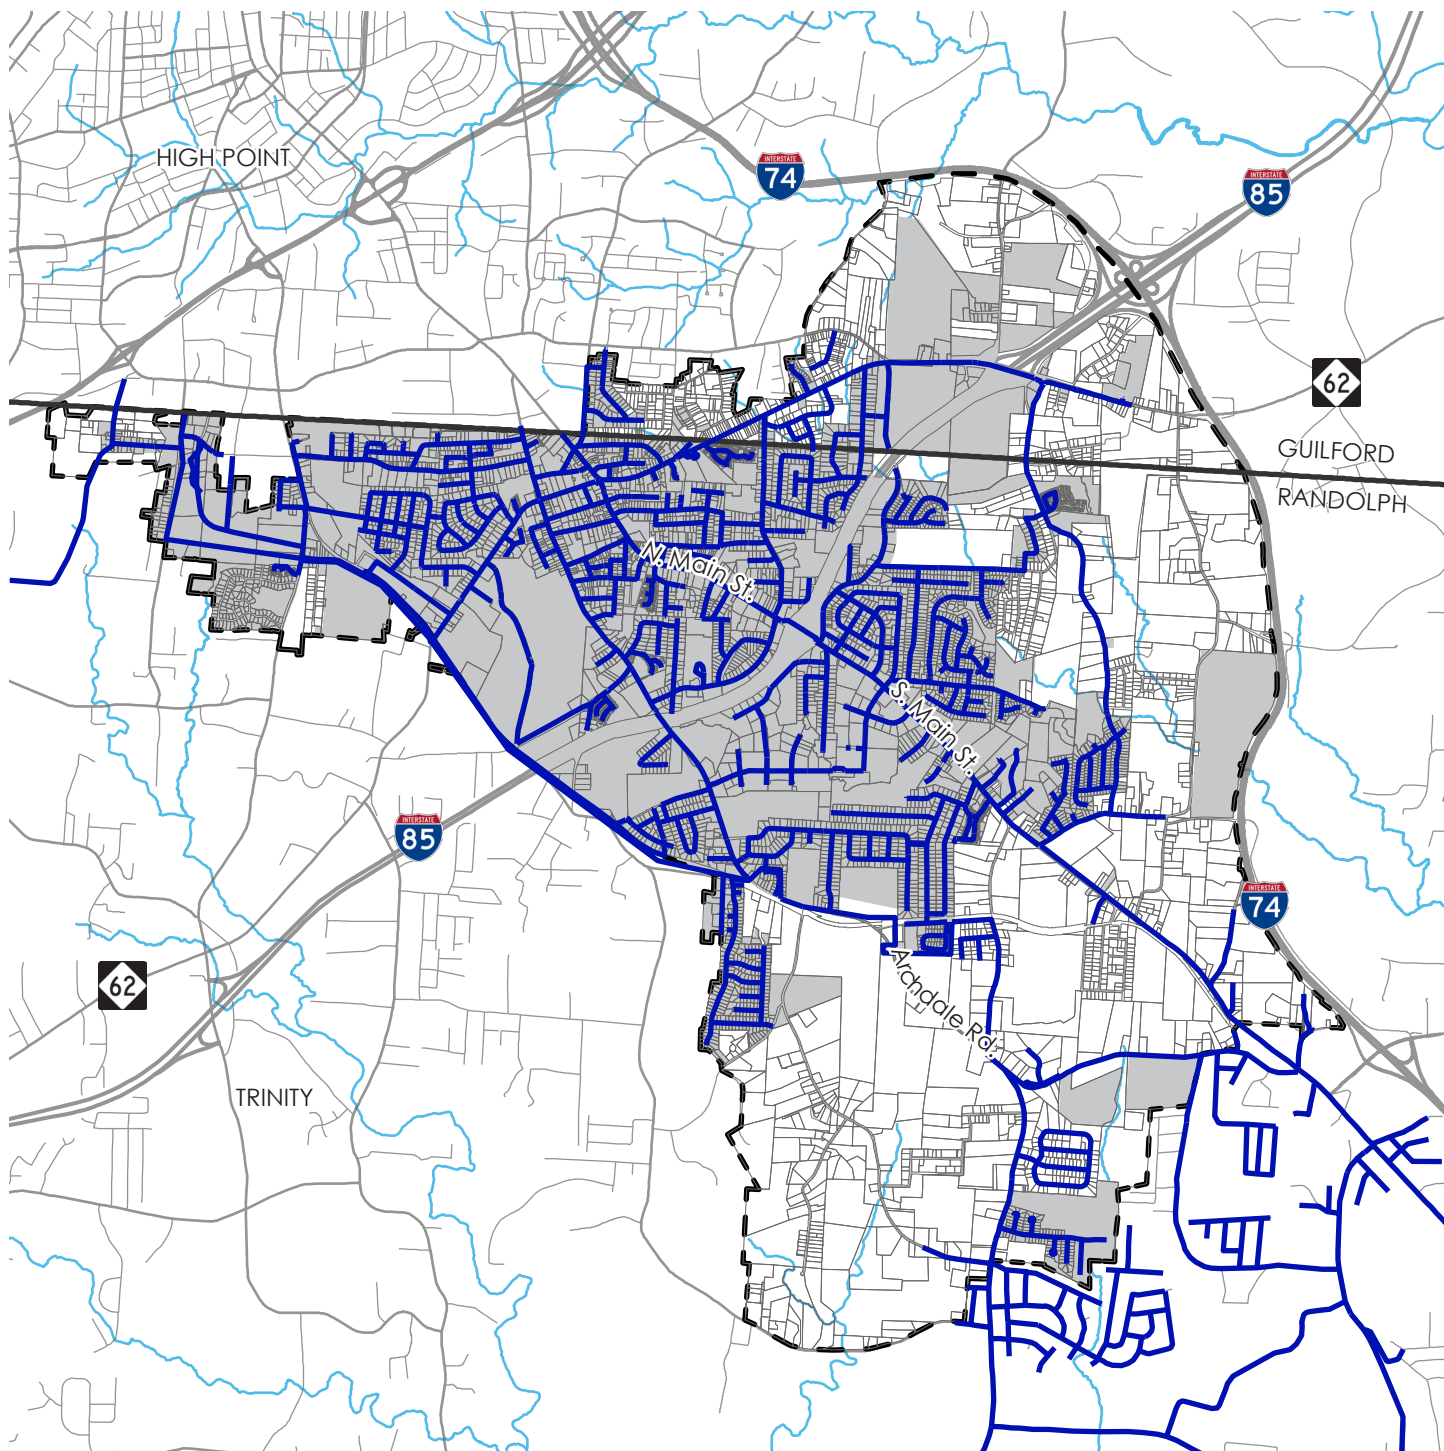 HIGH POINT
INTERSTATE
74
INTERSTATE
85
62
GUILFORD
RANDOLPH
N. Main St.
S. Main St.
INTERSTATE
85
INTERSTATE
74
62
Archdale Rd.
TRINITY